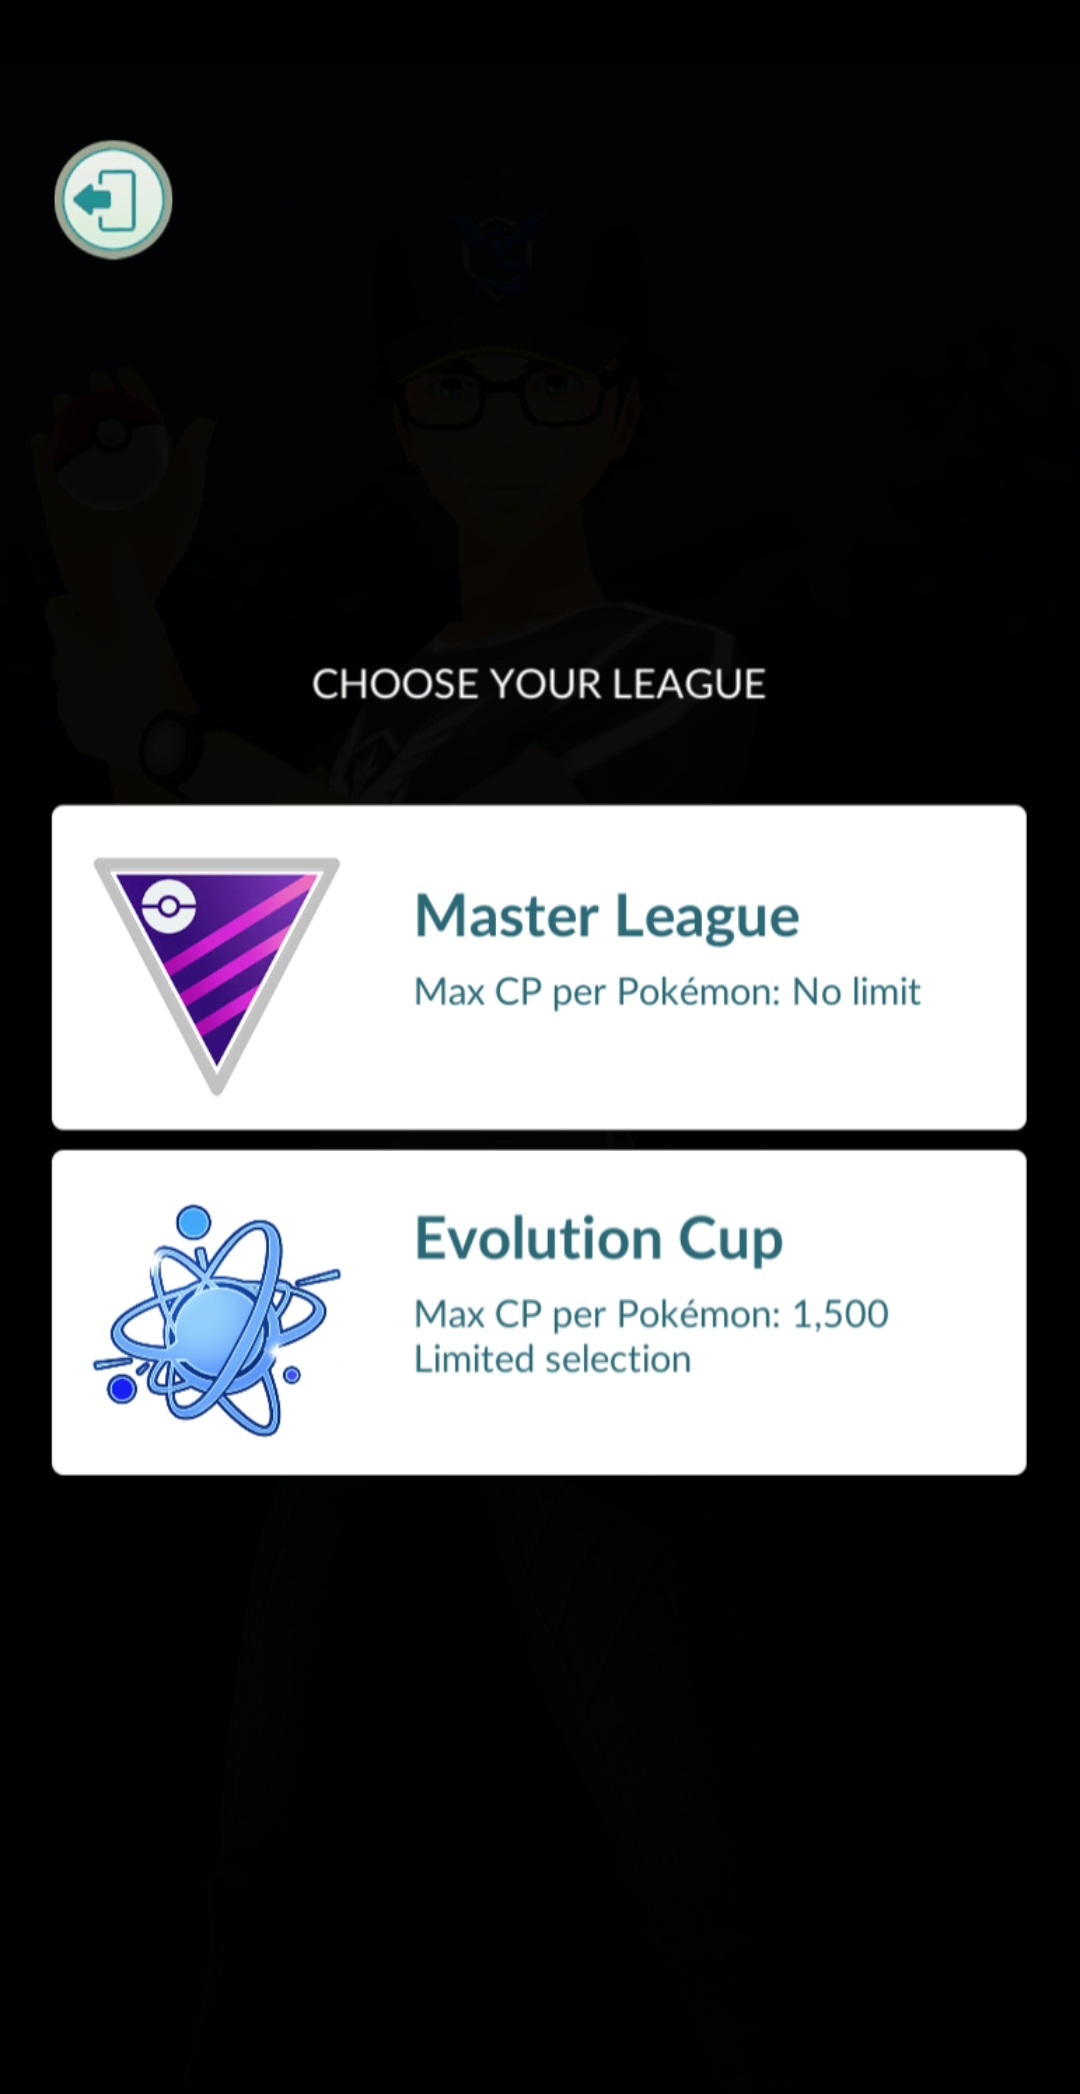 CHOOSE YOUR LEAGUE
Master League
Max CP per Pokémon: No limit
Evolution Cup
Max CP per Pokémon: 1,500
Limited selection